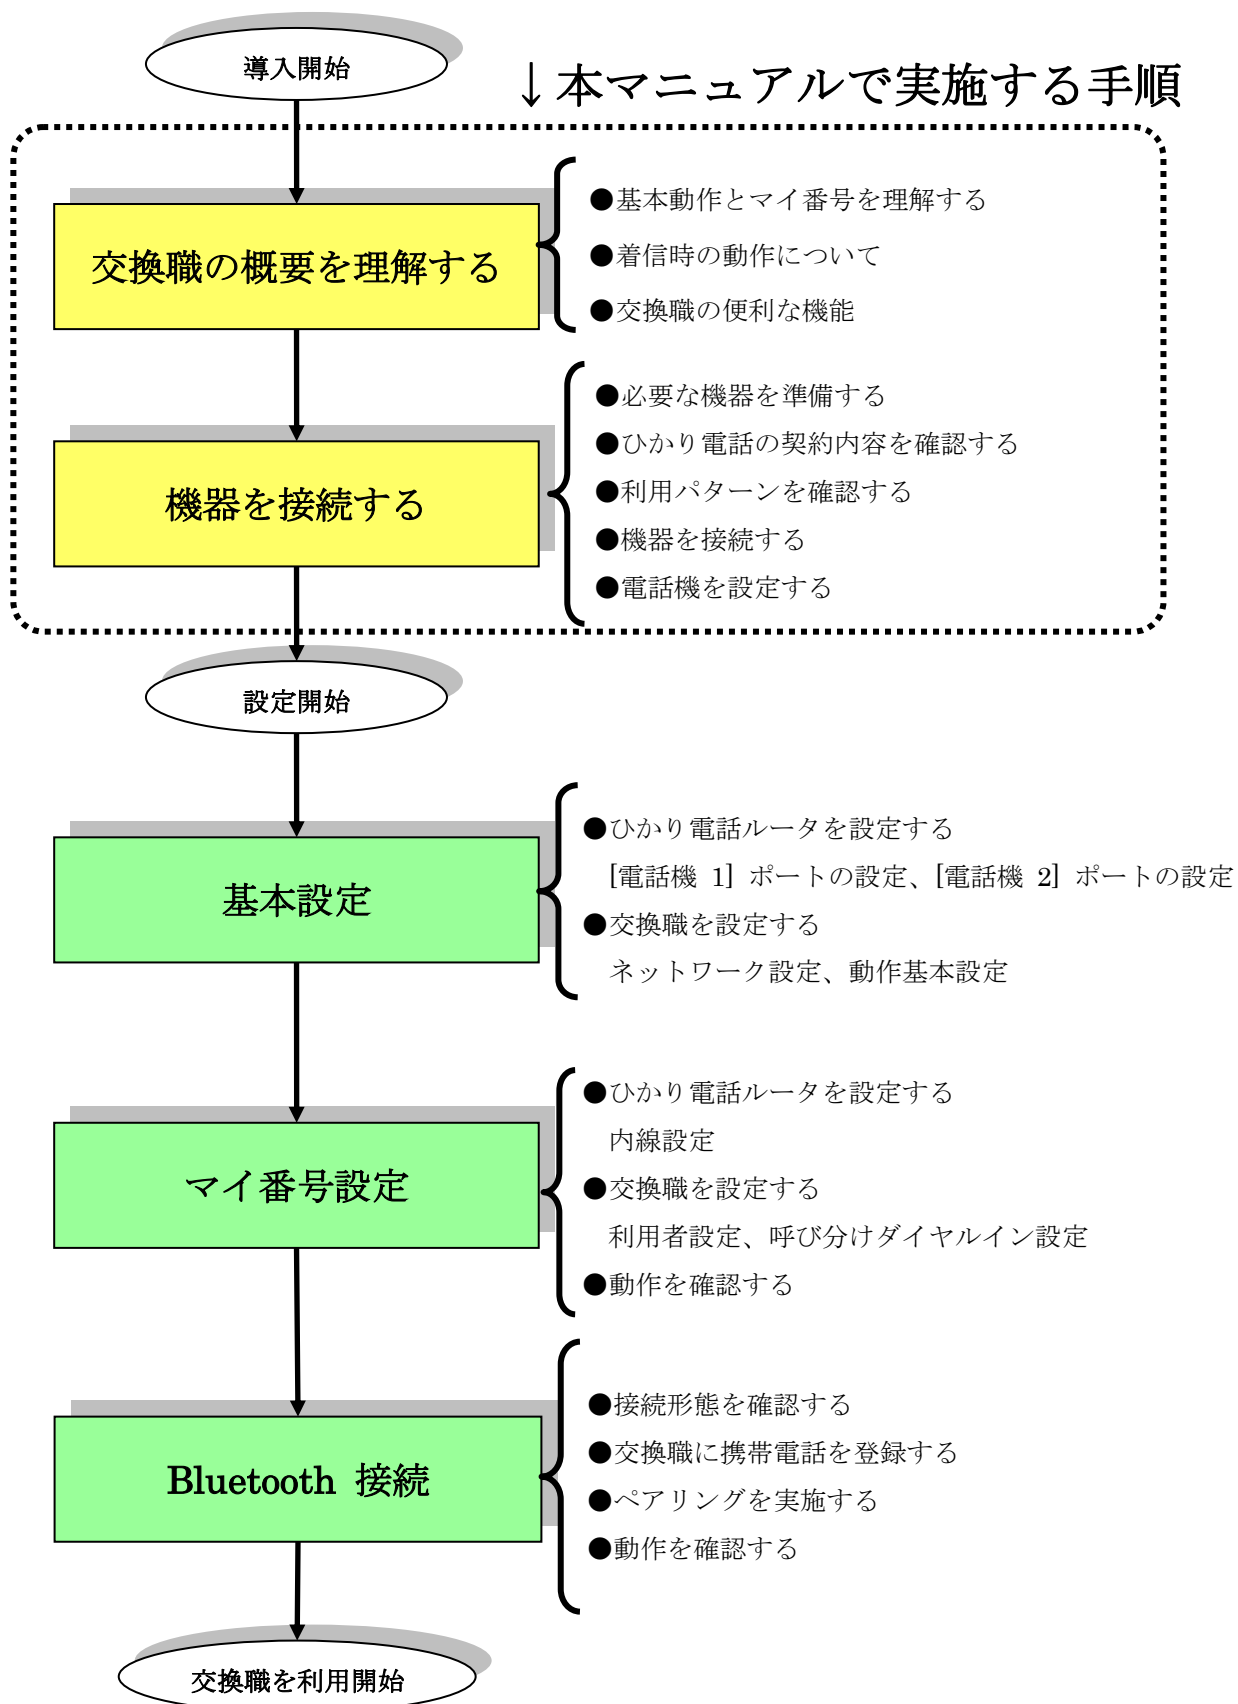 導入開始
↓本マニュアルで実施する手順
交換職の概要を理解する
●基本動作とマイ番号を理解する
●着信時の動作について
●交換職の便利な機能
機器を接続する
●必要な機器を準備する
●ひかり電話の契約内容を確認する
●利用パターンを確認する
●機器を接続する
●電話機を設定する
設定開始
基本設定
●ひかり電話ルータを設定する
[電話機 1] ポートの設定、[電話機 2] ポートの設定
●交換職を設定する
ネットワーク設定、動作基本設定
マイ番号設定
●ひかり電話ルータを設定する
内線設定
●交換職を設定する
利用者設定、呼び分けダイヤルイン設定
●動作を確認する
Bluetooth 接続
●接続形態を確認する
●交換職に携帯電話を登録する
●ペアリングを実施する
●動作を確認する
交換職を利用開始